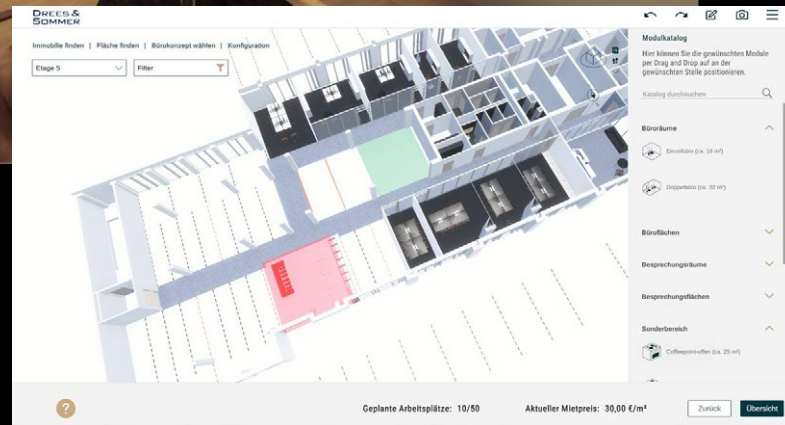 DREES &
SOMMER
Immobilie finden | Fläche finden | Bürokonzept wählen | Konfiguration
Etage 5
Filter
Modulkatalog
Hier können Sie die gewünschten Module
per Drag and Drop auf an der
gewünschten Stelle positionieren.
Katalog durchsuchen
Büroräume
Einzelbüro (ca. 16 m²)
Doppelbüro (ca. 32 m²)
Büroflächen
Besprechungsräume
Besprechungsflächen
Sonderbereich
Coffeepoint-offen (ca. 25 m²)
?
Geplante Arbeitsplätze: 10/50
Aktueller Mietpreis: 30,00 €/m²
Zurück
Übersicht